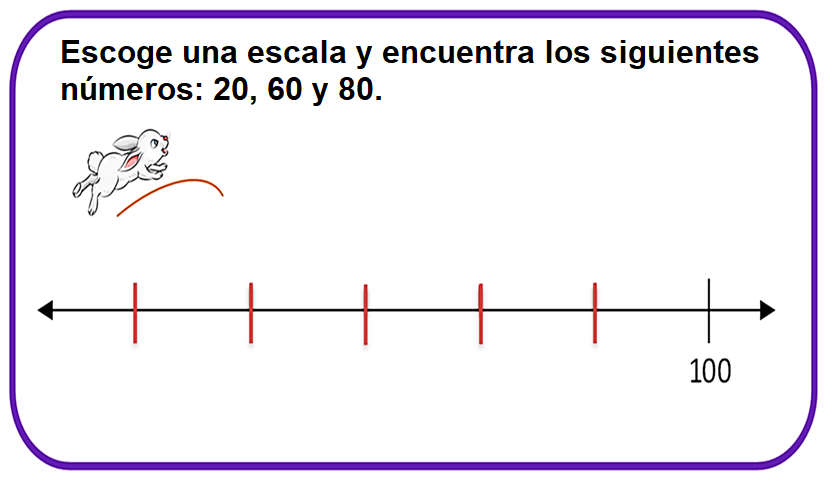 Escoge una escala y encuentra los siguientes
números: 20, 60 y 80.
100